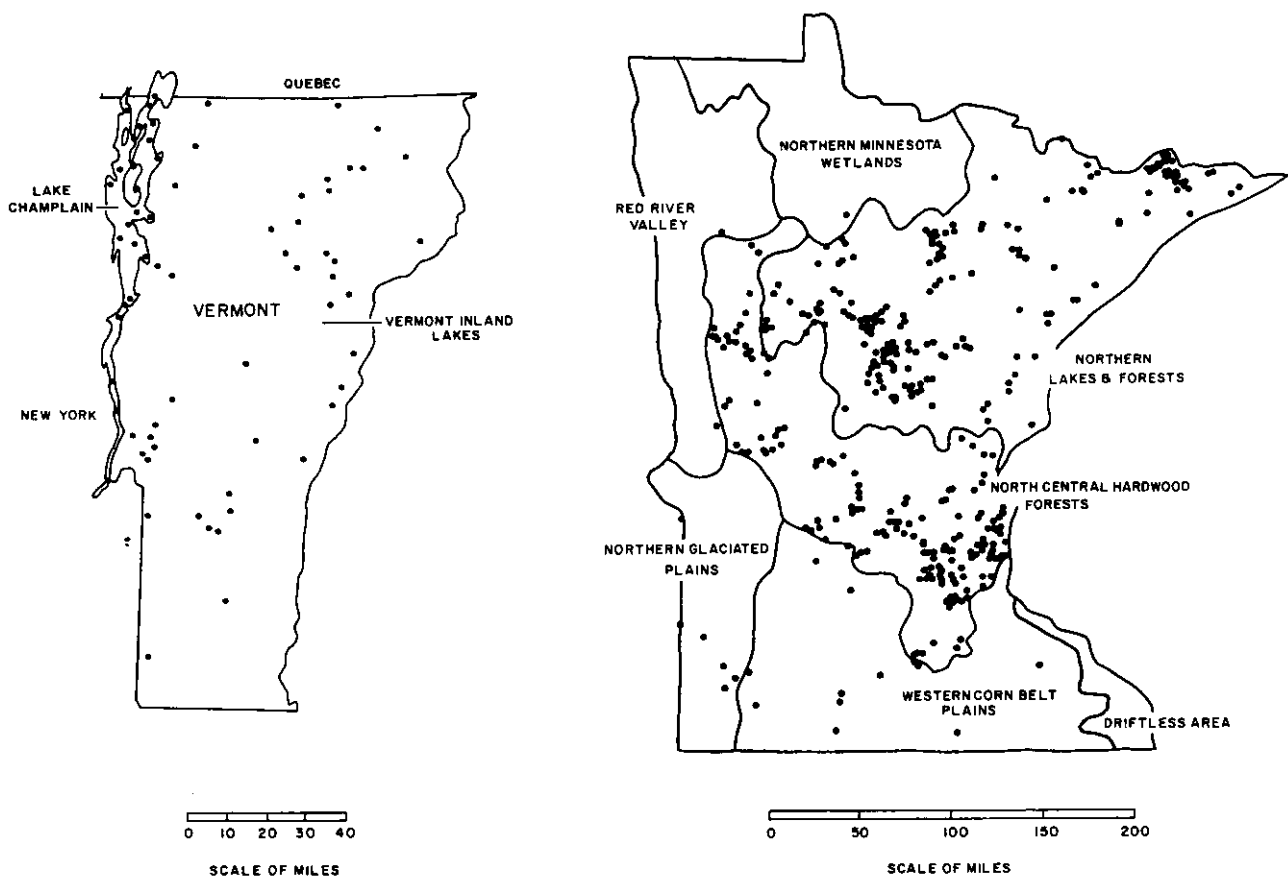 QUEBEC
LAKE
CHAMPLAIN
VERMONT
VERMONT INLAND
LAKES
NEW YORK
0 10 20 30 40
SCALE OF MILES
NORTHERN MINNESOTA
WETLANDS
RED RIVER
VALLEY
NORTHERN
LAKES & FORESTS
NORTH CENTRAL HARDWOOD
FORESTS
NORTHERN GLACIATED
PLAINS
WESTERN CORN BELT
PLAINS
DRIFTLESS AREA
0 50 100 150 200
SCALE OF MILES